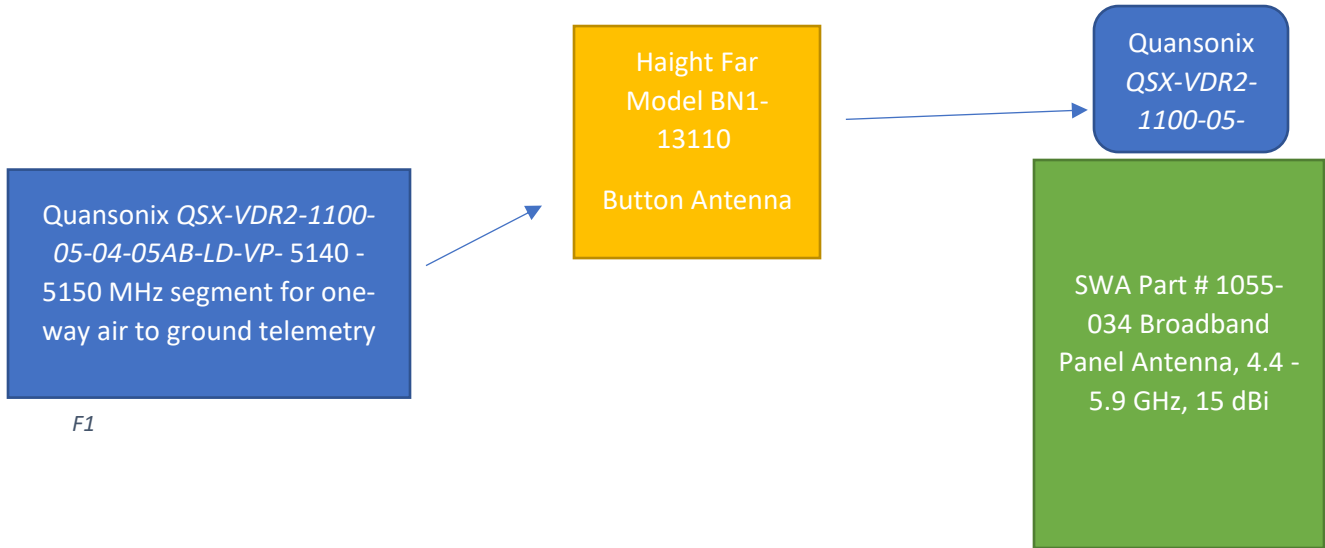 Quansonix QSX-VDR2-1100-
05-04-05AB-LD-VP- 5140 -
5150 MHz segment for one-
way air to ground telemetry
F1
Haight Far
Model BN1-
13110
Button Antenna
Quansonix
QSX-VDR2-
1100-05-
SWA Part # 1055-
034 Broadband
Panel Antenna, 4.4 -
5.9 GHz, 15 dBi